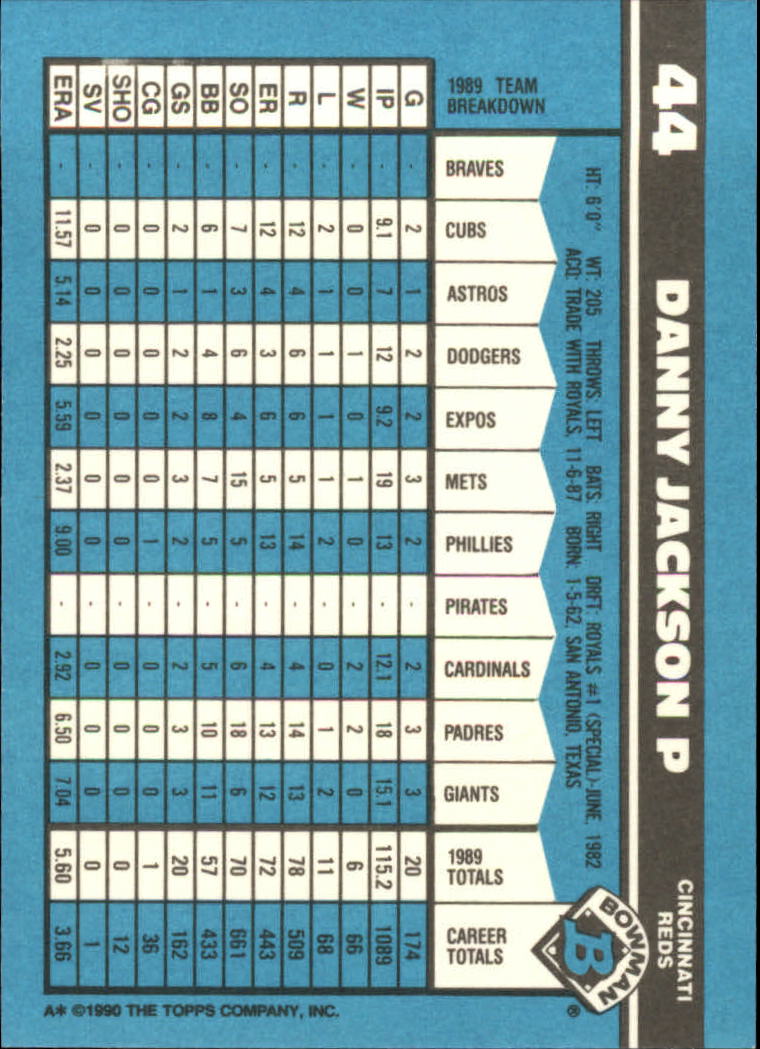 44 DANNY JACKSON P CINCINNATI
REDS
HT: 6'0" WT: 205 THROWS: LEFT BATS: RIGHT DRFT: ROYALS #1 (SPECIAL)-JUNE, 1982
ACQ: TRADE WITH ROYALS, 11-6-87 BORN: 1-5-62, SAN ANTONIO, TEXAS
BOWMAN
B
1989 TEAM
BREAKDOWN
G IP W L R ER SO BB GS CG SHO SV ERA
BRAVES - - - - - - - - - - - - -
CUBS 2 9.1 0 2 12 12 7 6 2 0 0 0 11.57
ASTROS 1 7 0 1 4 4 3 1 1 0 0 0 5.14
DODGERS 2 12 1 1 6 3 6 4 2 0 0 0 2.25
EXPOS 2 9.2 0 1 6 6 4 8 2 0 0 0 5.59
METS 3 19 1 1 5 5 15 7 3 0 0 0 2.37
PHILLIES 2 13 0 2 14 13 5 5 2 1 0 0 9.00
PIRATES - - - - - - - - - - - - -
CARDINALS 2 12.1 2 0 4 4 6 5 2 0 0 0 2.92
PADRES 3 18 2 1 14 13 18 10 3 0 0 0 6.50
GIANTS 3 15.1 0 2 13 12 6 11 3 0 0 0 7.04
1989
TOTALS 20 115.2 6 11 78 72 70 57 20 1 0 0 5.60
CAREER
TOTALS 174 1089 66 68 509 443 661 433 162 36 12 1 3.66
A* ©1990 THE TOPPS COMPANY, INC. ®